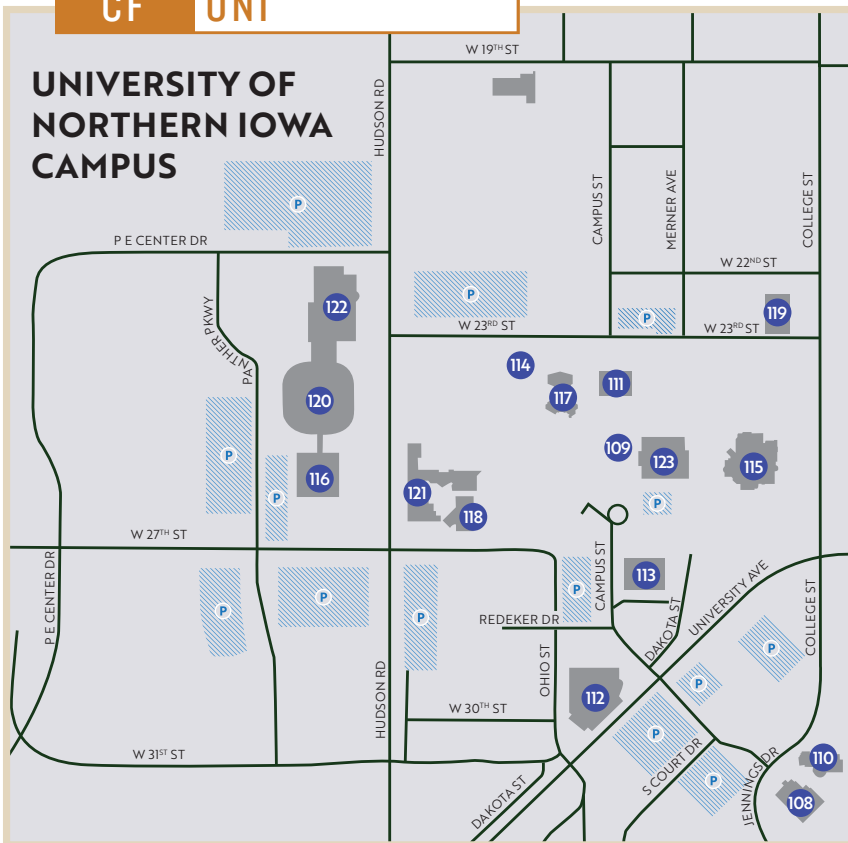 CF UNI
UNIVERSITY OF
NORTHERN IOWA
CAMPUS
W 19TH ST
HUDSON RD
CAMPUS ST
MERNER AVE
COLLEGE ST
P
P E CENTER DR
W 22ND ST
PANTHER PKWY
122
P
P
119
W 23RD ST
W 23RD ST
114
111
117
120
109
123
115
P
116
P
121
118
P
W 27TH ST
P E CENTER DR
113
CAMPUS ST
P
P
P
P
DAKOTA ST
UNIVERSITY AVE
COLLEGE ST
REDEKER DR
P
OHIO ST
P
112
HUDSON RD
W 30TH ST
P
W 31ST ST
S COURT DR
P
JENNINGS DR
110
108
DAKOTA ST